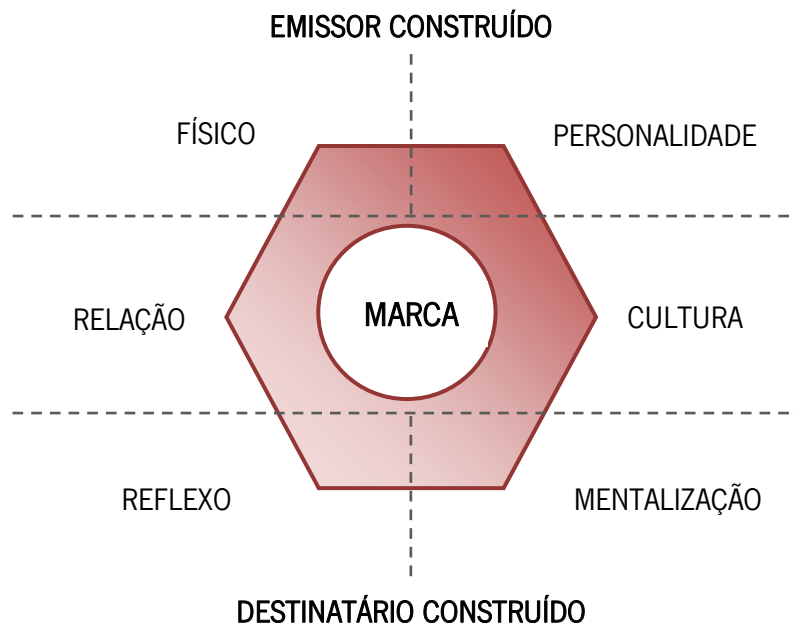 EMISSOR CONSTRUÍDO
FÍSICO
PERSONALIDADE
RELAÇÃO
MARCA
CULTURA
REFLEXO
MENTALIZAÇÃO
DESTINATÁRIO CONSTRUÍDO